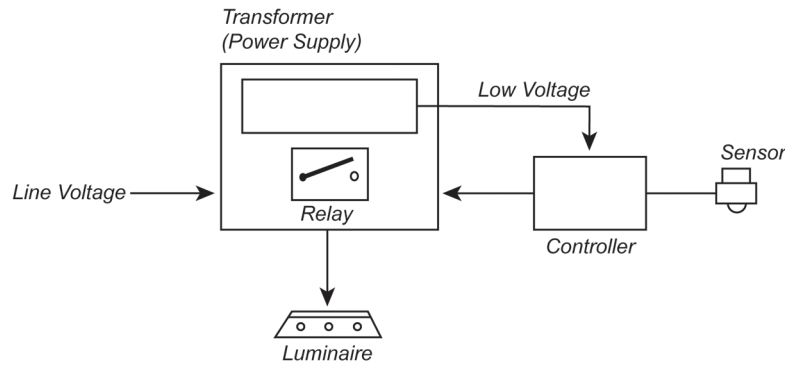 Transformer
(Power Supply)
Low Voltage
Sensor
Line Voltage
Relay
Controller
Luminaire